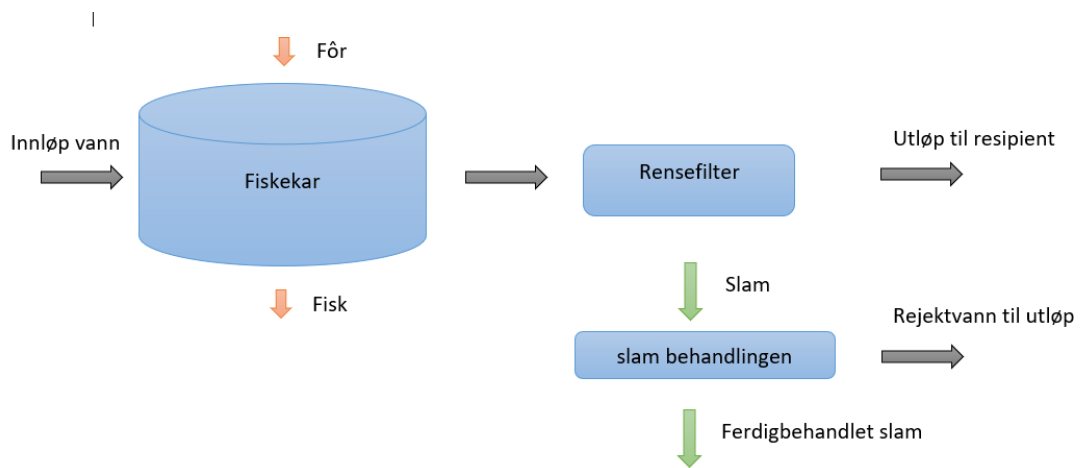 Fôr
Innløp vann
Fiskekar
Rensefilter
Utløp til resipient
Fisk
Slam
Rejektvann til utløp
slam behandlingen
Ferdigbehandlet slam